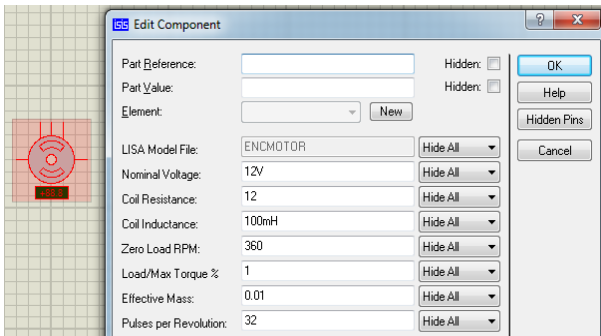 ISIS Edit Component
Part Reference: Hidden:
Part Value: Hidden:
Element: New
LISA Model File: ENCMOTOR Hide All
Nominal Voltage: 12V Hide All
Coil Resistance: 12 Hide All
Coil Inductance: 100mH Hide All
Zero Load RPM: 360 Hide All
Load/Max Torque % 1 Hide All
Effective Mass: 0.01 Hide All
Pulses per Revolution: 32 Hide All
OK
Help
Hidden Pins
Cancel